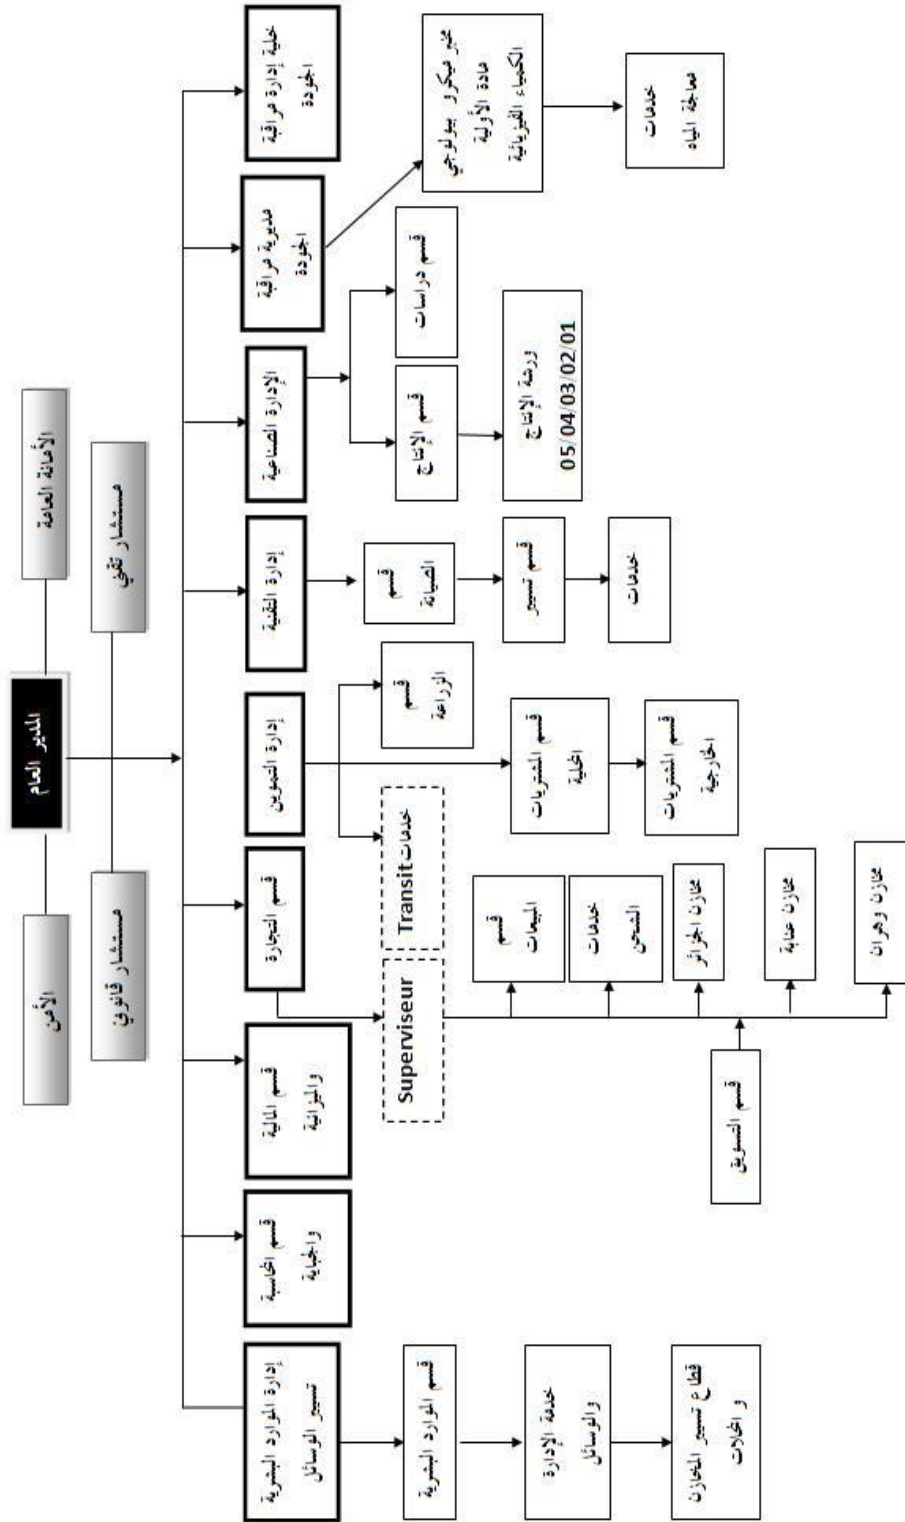 المدير العام
الأمانة العامة
الأمن
مستشار تقني
مستشار قانوني
خلية إدارة مراقبة
الجودة
مديرية مراقبة
الجودة
الإدارة الصناعية
إدارة التقنية
إدارة التموين
قسم التجارة
قسم المالية
والميزانية
قسم المحاسبة
والجباية
إدارة الموارد البشرية
تسيير الوسائل
مخبر ميكرو بيولوجي
مادة الأولية
الكيمياء الفيزيائية
خدمات
معالجة المياه
قسم دراسات
قسم الإنتاج
ورشة الإنتاج
05/04/03/02/01
قسم
الصيانة
قسم تسيير
خدمات
قسم
الزراعة
خدمات Transit
قسم المشتريات
المحلية
قسم المشتريات
الخارجية
Superviseur
قسم
المبيعات
خدمات
الشحن
مخازن الجزائر
مخازن عنابة
مخازن وهران
قسم التسويق
قسم الموارد البشرية
خدمة الإدارة
والوسائل
قطاع تسيير المخازن
و المحلات